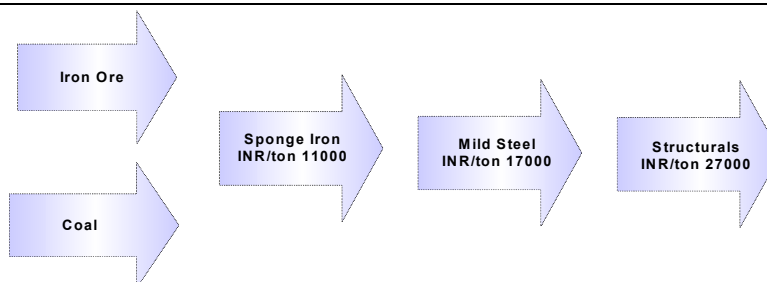 Iron Ore
Coal
Sponge Iron
INR/ton 11000
Mild Steel
INR/ton 17000
Structurals
INR/ton 27000